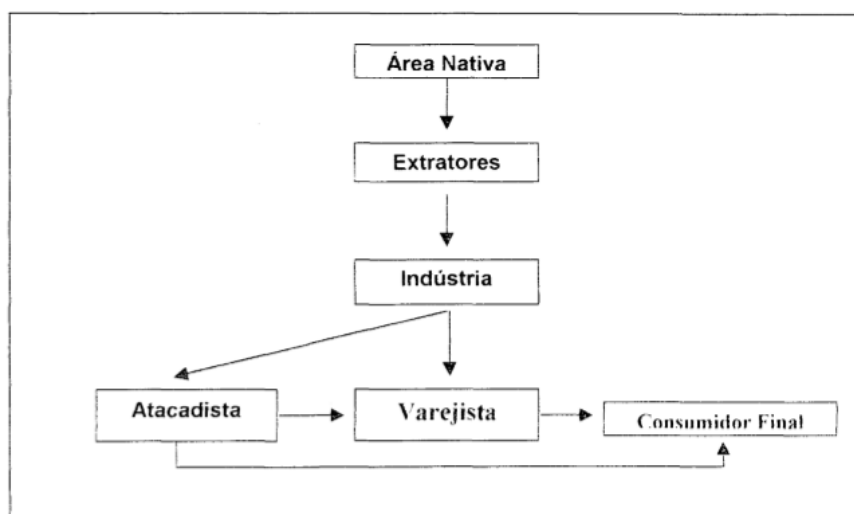 Área Nativa
Extratores
Indústria
Atacadista
Varejista
Consumidor Final